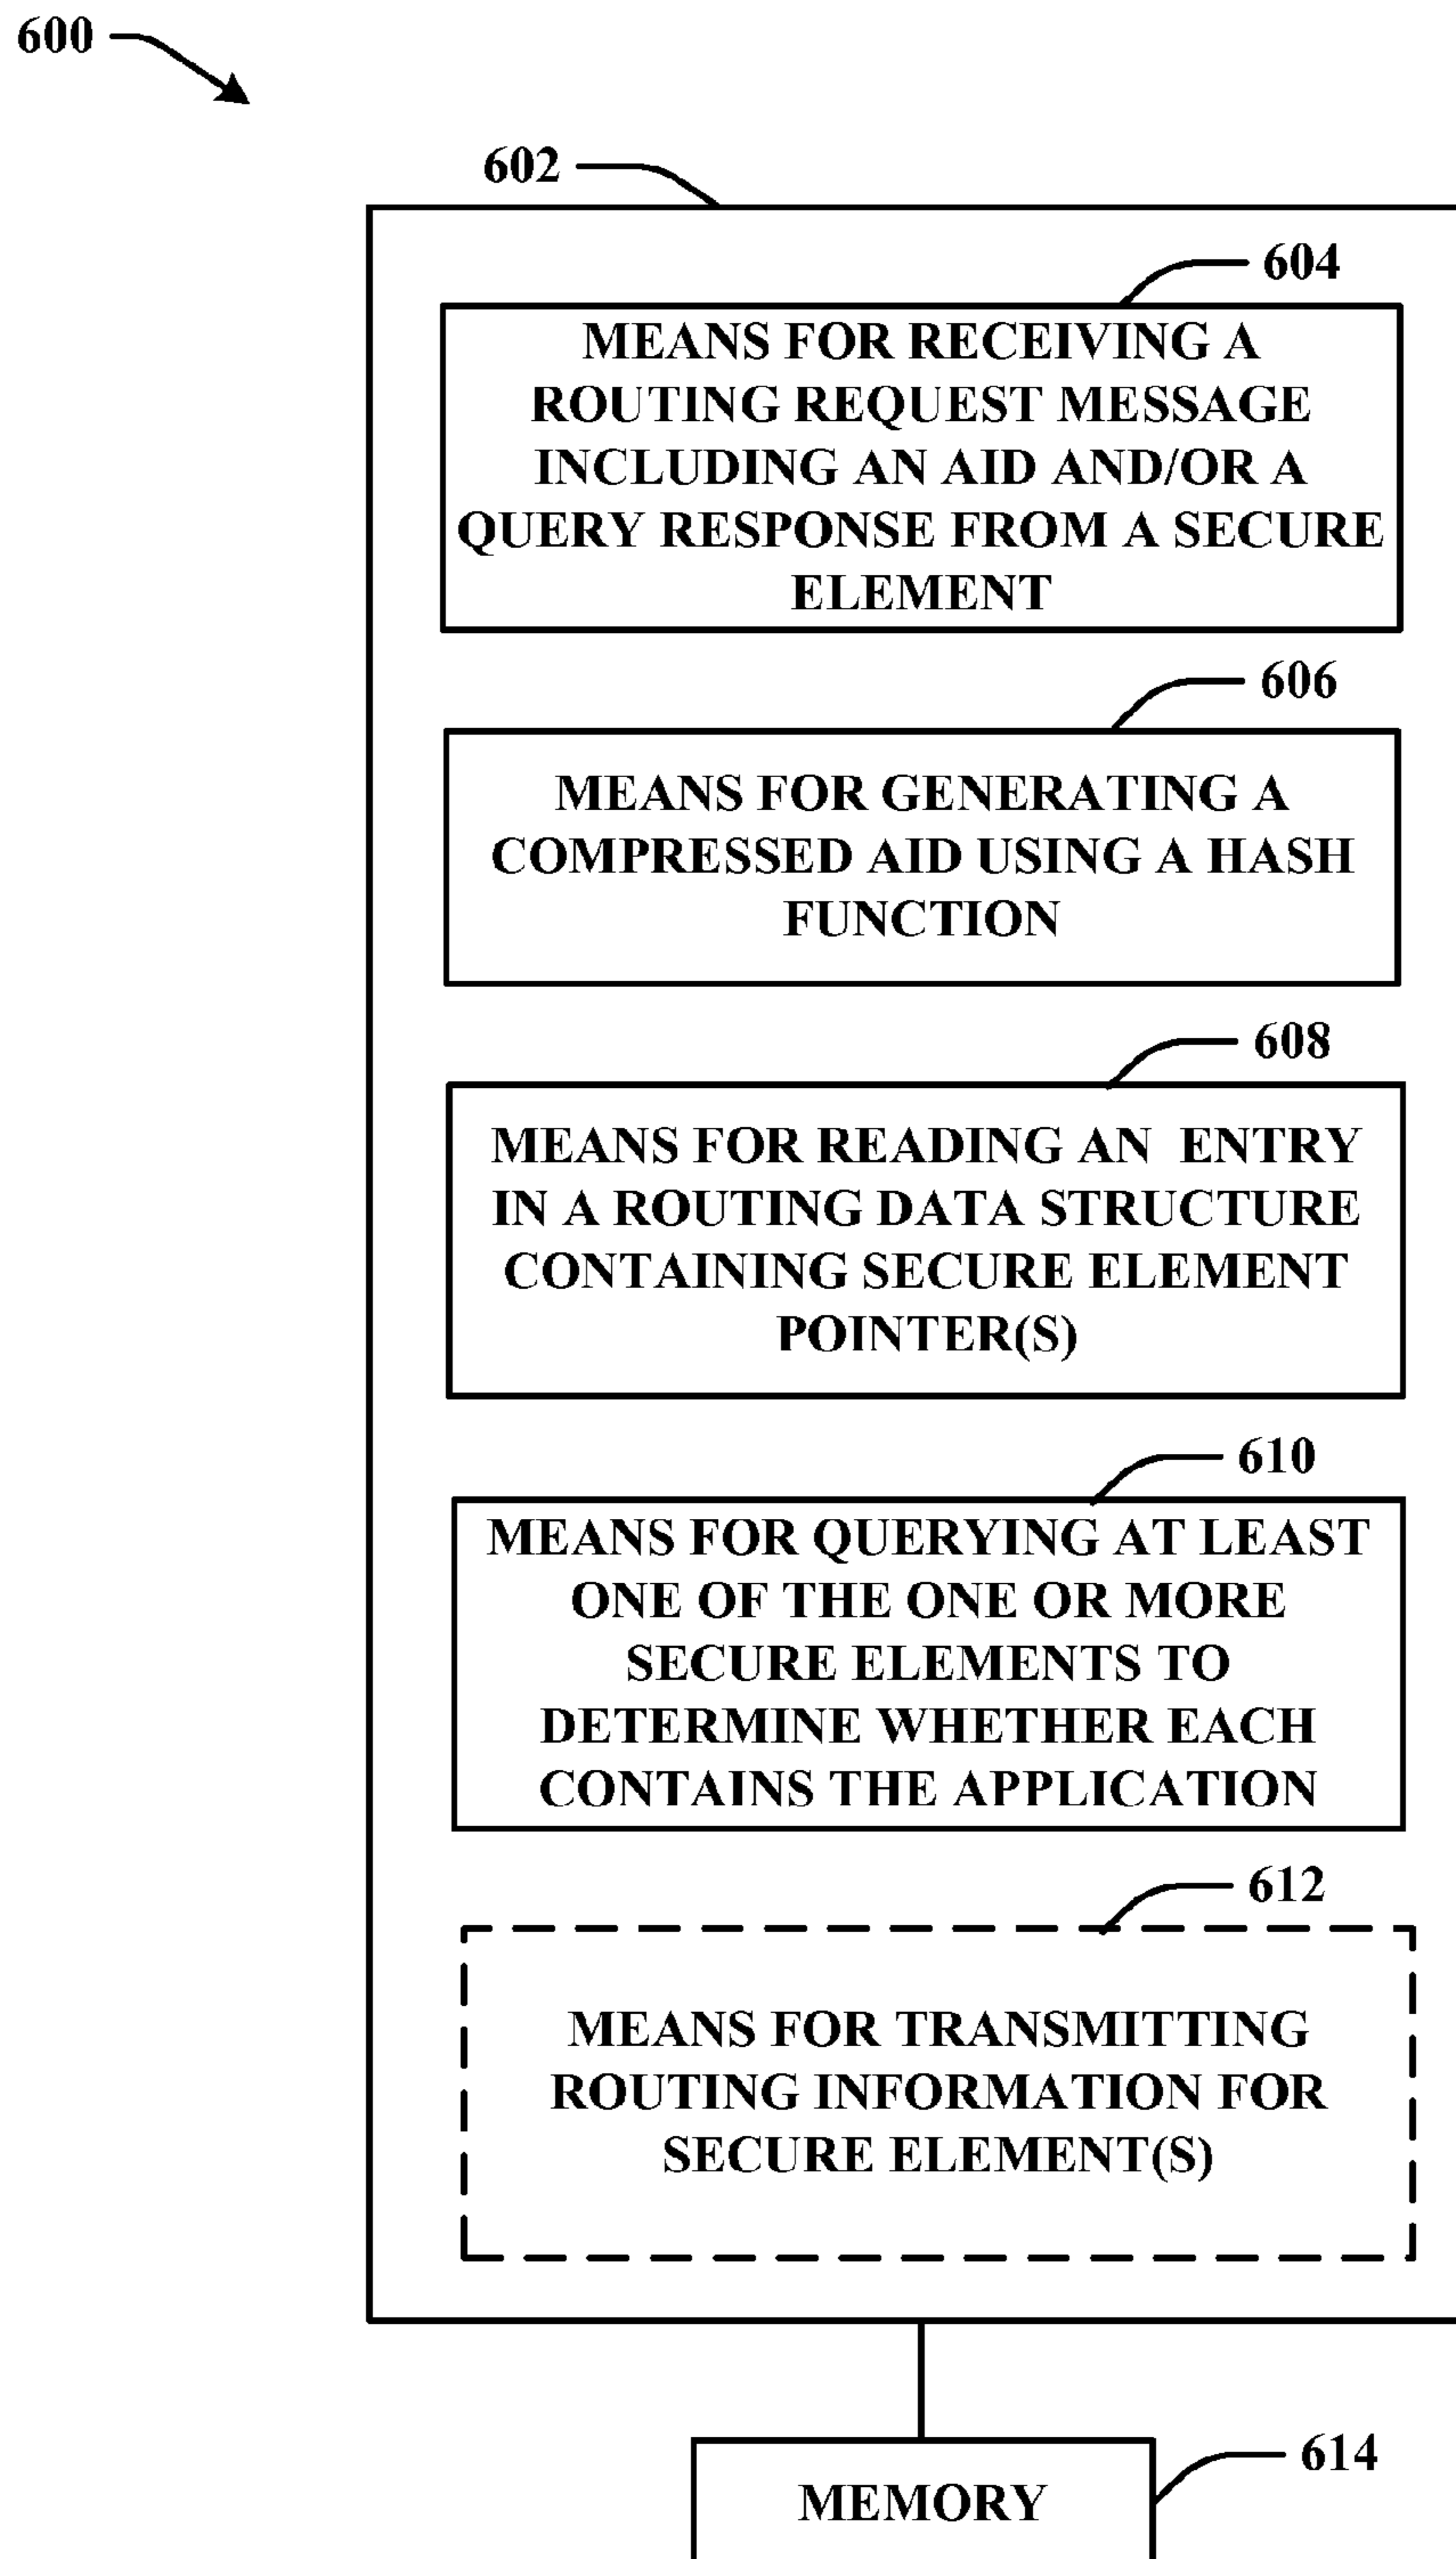 600
602
604
MEANS FOR RECEIVING A
ROUTING REQUEST MESSAGE
INCLUDING AN AID AND/OR A
QUERY RESPONSE FROM A SECURE
ELEMENT
606
MEANS FOR GENERATING A
COMPRESSED AID USING A HASH
FUNCTION
608
MEANS FOR READING AN ENTRY
IN A ROUTING DATA STRUCTURE
CONTAINING SECURE ELEMENT
POINTER(S)
610
MEANS FOR QUERYING AT LEAST
ONE OF THE ONE OR MORE
SECURE ELEMENTS TO
DETERMINE WHETHER EACH
CONTAINS THE APPLICATION
612
MEANS FOR TRANSMITTING
ROUTING INFORMATION FOR
SECURE ELEMENT(S)
614
MEMORY